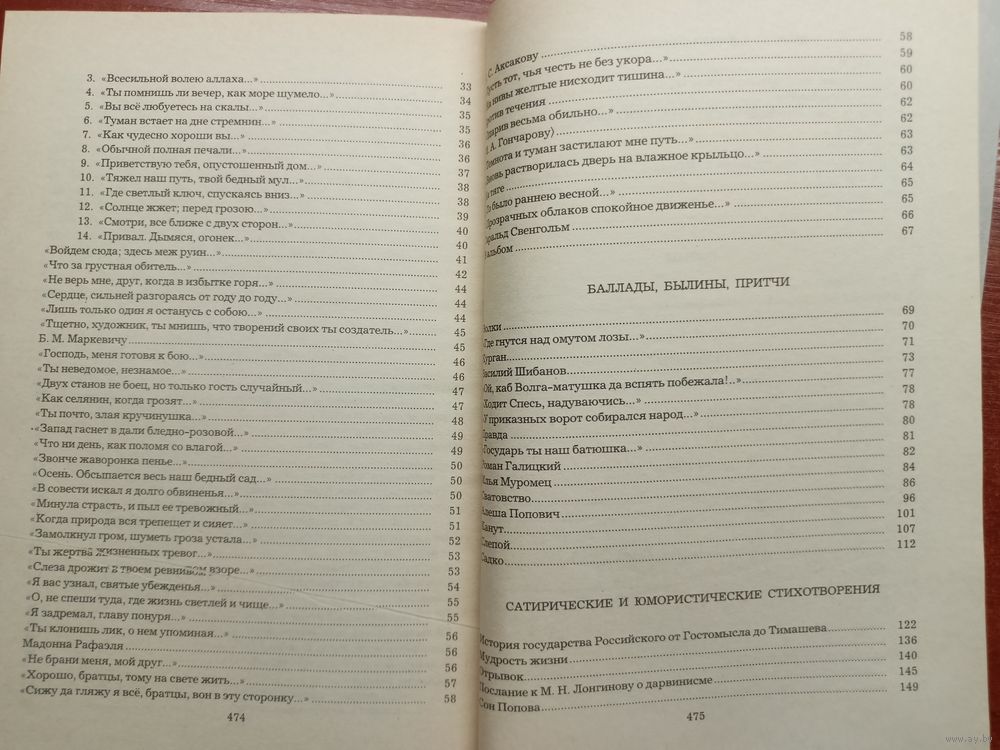 3. «Всесильной волею аллаха...» 33
4. «Ты помнишь ли вечер, как море шумело...» 34
5. «Вы всё любуетесь на скалы...» 35
6. «Туман встает на дне стремнин...» 35
7. «Как чудесно хороши вы...» 36
8. «Обычной полная печали...» 36
9. «Приветствую тебя, опустошенный дом...» 37
10. «Тяжел наш путь, твой бедный мул...» 38
11. «Где светлый ключ, спускаясь вниз...» 38
12. «Солнце жжет; перед грозою...» 39
13. «Смотри, все ближе с двух сторон...» 40
14. «Привал. Дымяся, огонек...» 40
«Войдем сюда; здесь меж руин...» 41
«Что за грустная обитель...» 42
«Не верь мне, друг, когда в избытке горя...» 44
«Сердце, сильней разгораясь от году до году...» 44
«Лишь только один я останусь с собою...» 44
«Тщетно, художник, ты мнишь, что творений своих ты создатель...» 45
Б. М. Маркевичу 45
«Господь, меня готовя к бою...» 46
«Ты неведомое, незнамое...» 46
«Двух станов не боец, но только гость случайный...» 47
«Как селянин, когда грозят...» 47
«Ты почто, злая кручинушка...» 48
«Запад гаснет в дали бледно-розовой...» 49
«Что ни день, как поломя со влагой...» 49
«Звонче жаворонка пенье...» 50
«Осень. Обсыпается весь наш бедный сад...» 50
«В совести искал я долго обвиненья...» 50
«Минула страсть, и пыл ее тревожный...» 51
«Когда природа вся трепещет и сияет...» 51
«Замолкнул гром, шуметь гроза устала...» 52
«Ты жертва жизненных тревог...» 53
«Слеза дрожит в твоем ревнивом взоре...» 53
«Я вас узнал, святые убежденья...» 54
«О, не спеши туда, где жизнь светлей и чище...» 55
«Я задремал, главу понуря...» 55
«Ты клонишь лик, о нем упоминая...» 56
Мадонна Рафаэля 56
«Не брани меня, мой друг...» 56
«Хорошо, братцы, тому на свете жить...» 57
«Сижу да гляжу я всё, братцы, вон в эту сторонку...» 58
474
С. Аксакову 58
Пусть тот, чья честь не без укора...» 59
На нивы желтые нисходит тишина...» 60
ротив течения 60
Одарив весьма обильно...» 62
А. Гончарову) 62
Темнота и туман застилают мне путь...» 63
Вновь растворилась дверь на влажное крыльцо...» 63
а тяге 64
То было раннею весной...» 65
Прозрачных облаков спокойное движенье...» 65
аральд Свенгольм 66
альбом 67
БАЛЛАДЫ, БЫЛИНЫ, ПРИТЧИ
олки 69
«Где гнутся над омутом лозы...» 70
Курган 71
Василий Шибанов 73
Ой, каб Волга-матушка да вспять побежала!..» 77
Ходит Спесь, надуваючись...» 78
У приказных ворот собирался народ...» 78
равда 80
Государь ты наш батюшка...» 81
Роман Галицкий 82
Илья Муромец 84
Сватовство 86
Алеша Попович 96
Канут 101
Слепой 107
Садко 112
САТИРИЧЕСКИЕ И ЮМОРИСТИЧЕСКИЕ СТИХОТВОРЕНИЯ
История государства Российского от Гостомысла до Тимашева 122
Мудрость жизни 136
Отрывок 140
Послание к М. Н. Лонгинову о дарвинисме 145
Сон Попова 149
475
www.ay.by